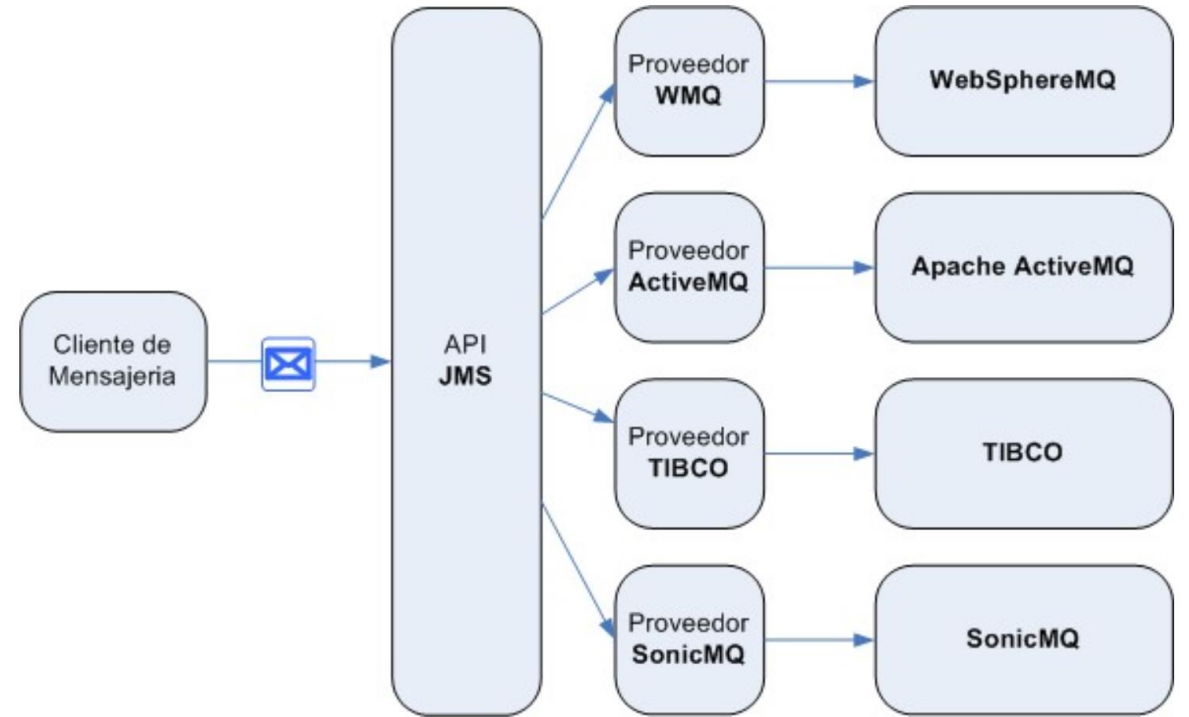 Cliente de
Mensajeria
API
JMS
Proveedor
WMQ
WebSphereMQ
Proveedor
ActiveMQ
Apache ActiveMQ
Proveedor
TIBCO
TIBCO
Proveedor
SonicMQ
SonicMQ